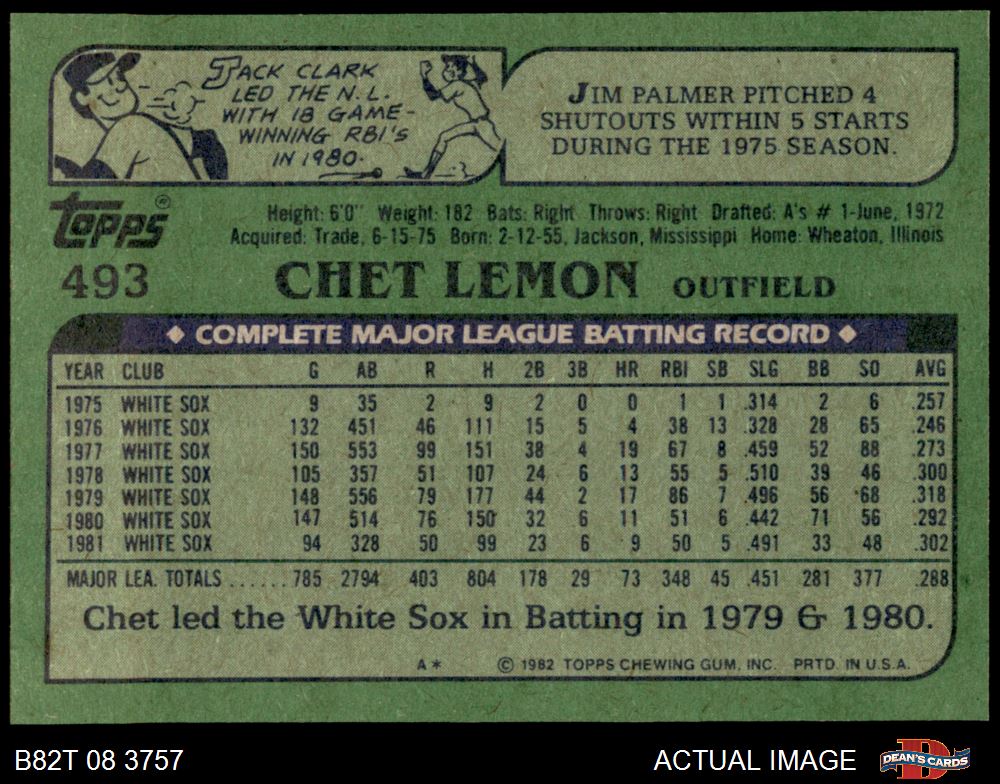 JACK CLARK
LED THE N.L.
WITH 18 GAME-
WINNING RBI'S
IN 1980.
JIM PALMER PITCHED 4
SHUTOUTS WITHIN 5 STARTS
DURING THE 1975 SEASON.
TOPPS®
Height: 6'0" Weight: 182 Bats: Right Throws: Right Drafted: A's # 1-June, 1972
Acquired: Trade, 6-15-75 Born: 2-12-55, Jackson, Mississippi Home: Wheaton, Illinois
493 CHET LEMON OUTFIELD
◆ COMPLETE MAJOR LEAGUE BATTING RECORD ◆
YEAR CLUB G AB R H 2B 3B HR RBI SB SLG BB SO AVG
1975 WHITE SOX 9 35 2 9 2 0 0 1 1 .314 2 6 .257
1976 WHITE SOX 132 451 46 111 15 5 4 38 13 .328 28 65 .246
1977 WHITE SOX 150 553 99 151 38 4 19 67 8 .459 52 88 .273
1978 WHITE SOX 105 357 51 107 24 6 13 55 5 .510 39 46 .300
1979 WHITE SOX 148 556 79 177 44 2 17 86 7 .496 56 68 .318
1980 WHITE SOX 147 514 76 150 32 6 11 51 6 .442 71 56 .292
1981 WHITE SOX 94 328 50 99 23 6 9 50 5 .491 33 48 .302
MAJOR LEA. TOTALS ...... 785 2794 403 804 178 29 73 348 45 .451 281 377 .288
Chet led the White Sox in Batting in 1979 & 1980.
A* © 1982 TOPPS CHEWING GUM, INC. PRTD. IN U.S.A.
B82T 08 3757 ACTUAL IMAGE DEAN'S CARDS